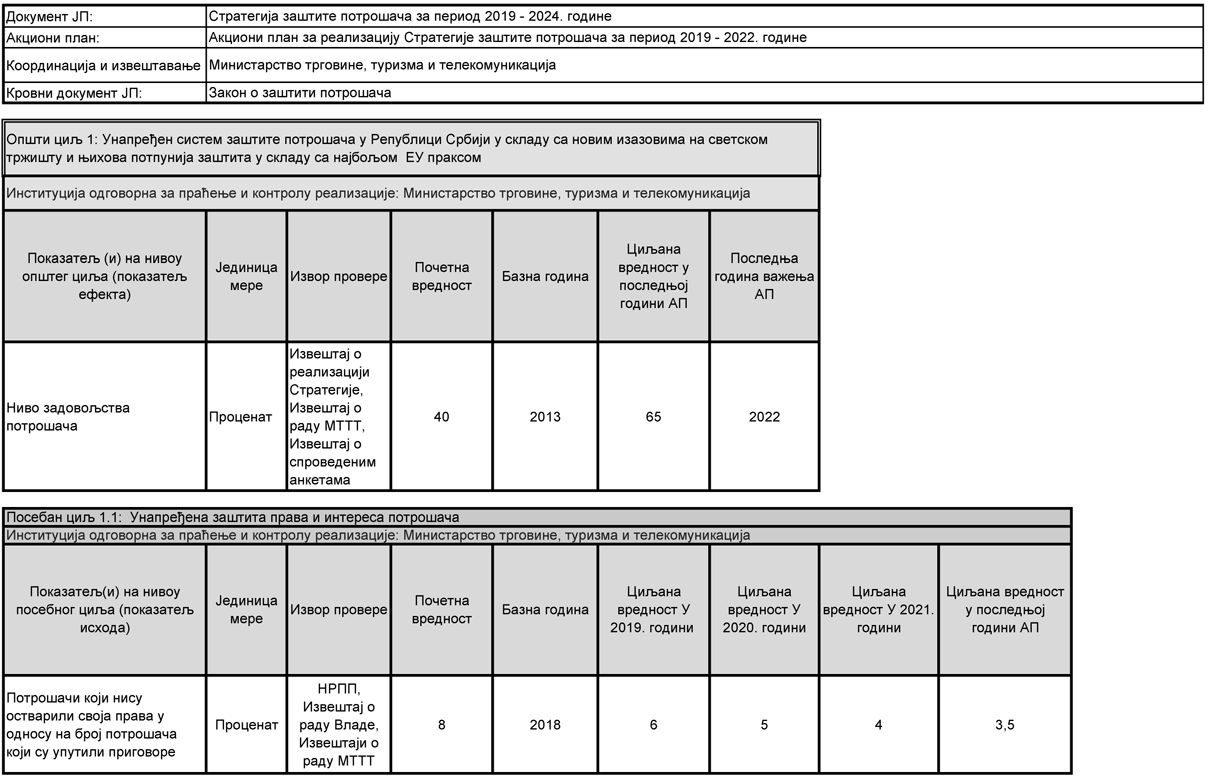 Документ ЈП: Стратегија заштите потрошача за период 2019 - 2024. године
Акциони план: Акциони план за реализацију Стратегије заштите потрошача за период 2019 - 2022. године
Координација и извештавање Министарство трговине, туризма и телекомуникација
Кровни документ ЈП: Закон о заштити потрошача
Општи циљ 1: Унапређен систем заштите потрошача у Републици Србији у складу са новим изазовима на светском
тржишту и њихова потпунија заштита у складу са најбољом ЕУ праксом
Институција одговорна за праћење и контролу реализације: Министарство трговине, туризма и телекомуникација
Показатељ (и) на нивоу
општег циља (показатељ
ефекта)
Јединица
мере
Извор провере
Почетна
вредност
Базна година
Циљана
вредност у
последњој
години АП
Последња
година важења
АП
Ниво задовољства
потрошача
Проценат
Извештај о
реализацији
Стратегије,
Извештај о
раду МТТТ,
Извештај о
спроведеним
анкетама
40
2013
65
2022
Посебан циљ 1.1: Унапређена заштита права и интереса потрошача
Институција одговорна за праћење и контролу реализације: Министарство трговине, туризма и телекомуникација
Показатељ(и) на нивоу
посебног циља (показатељ
исхода)
Јединица
мере
Извор провере
Почетна
вредност
Базна година
Циљана
вредност У
2019. години
Циљана
вредност У
2020. години
Циљана
вредност У 2021.
години
Циљана вредност
у последњој
години АП
Потрошачи који нису
остварили своја права у
односу на број потрошача
који су упутили приговоре
Проценат
НРПП,
Извештај о
раду Владе,
Извештаји о
раду МТТТ
8
2018
6
5
4
3,5